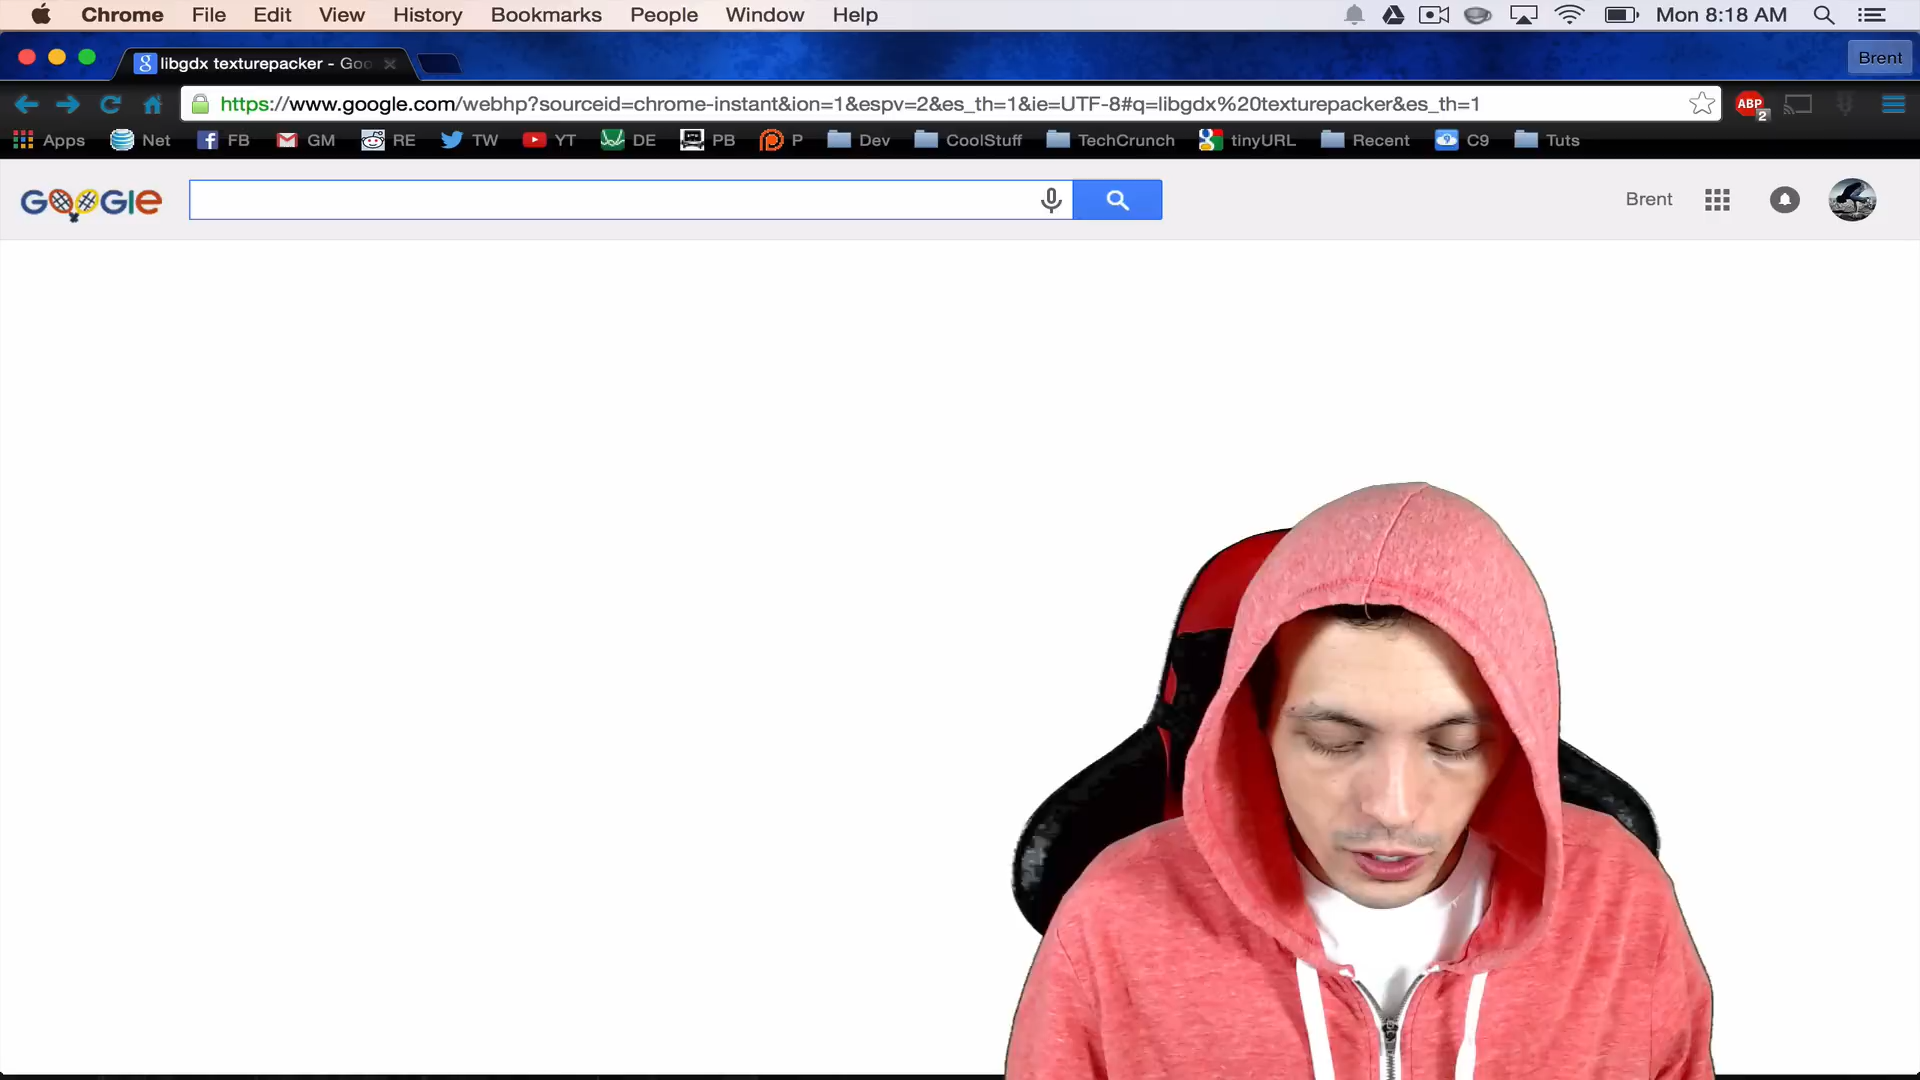 Chrome File Edit View History Bookmarks People Window Help Mon 8:18 AM
libgdx texturepacker - Goo Brent
https://www.google.com/webhp?sourceid=chrome-instant&ion=1&espv=2&es_th=1&ie=UTF-8#q=libgdx%20texturepacker&es_th=1 ABP 2
Apps Net FB GM RE TW YT DE PB P Dev CoolStuff TechCrunch tinyURL Recent C9 Tuts
GOOGLE Brent